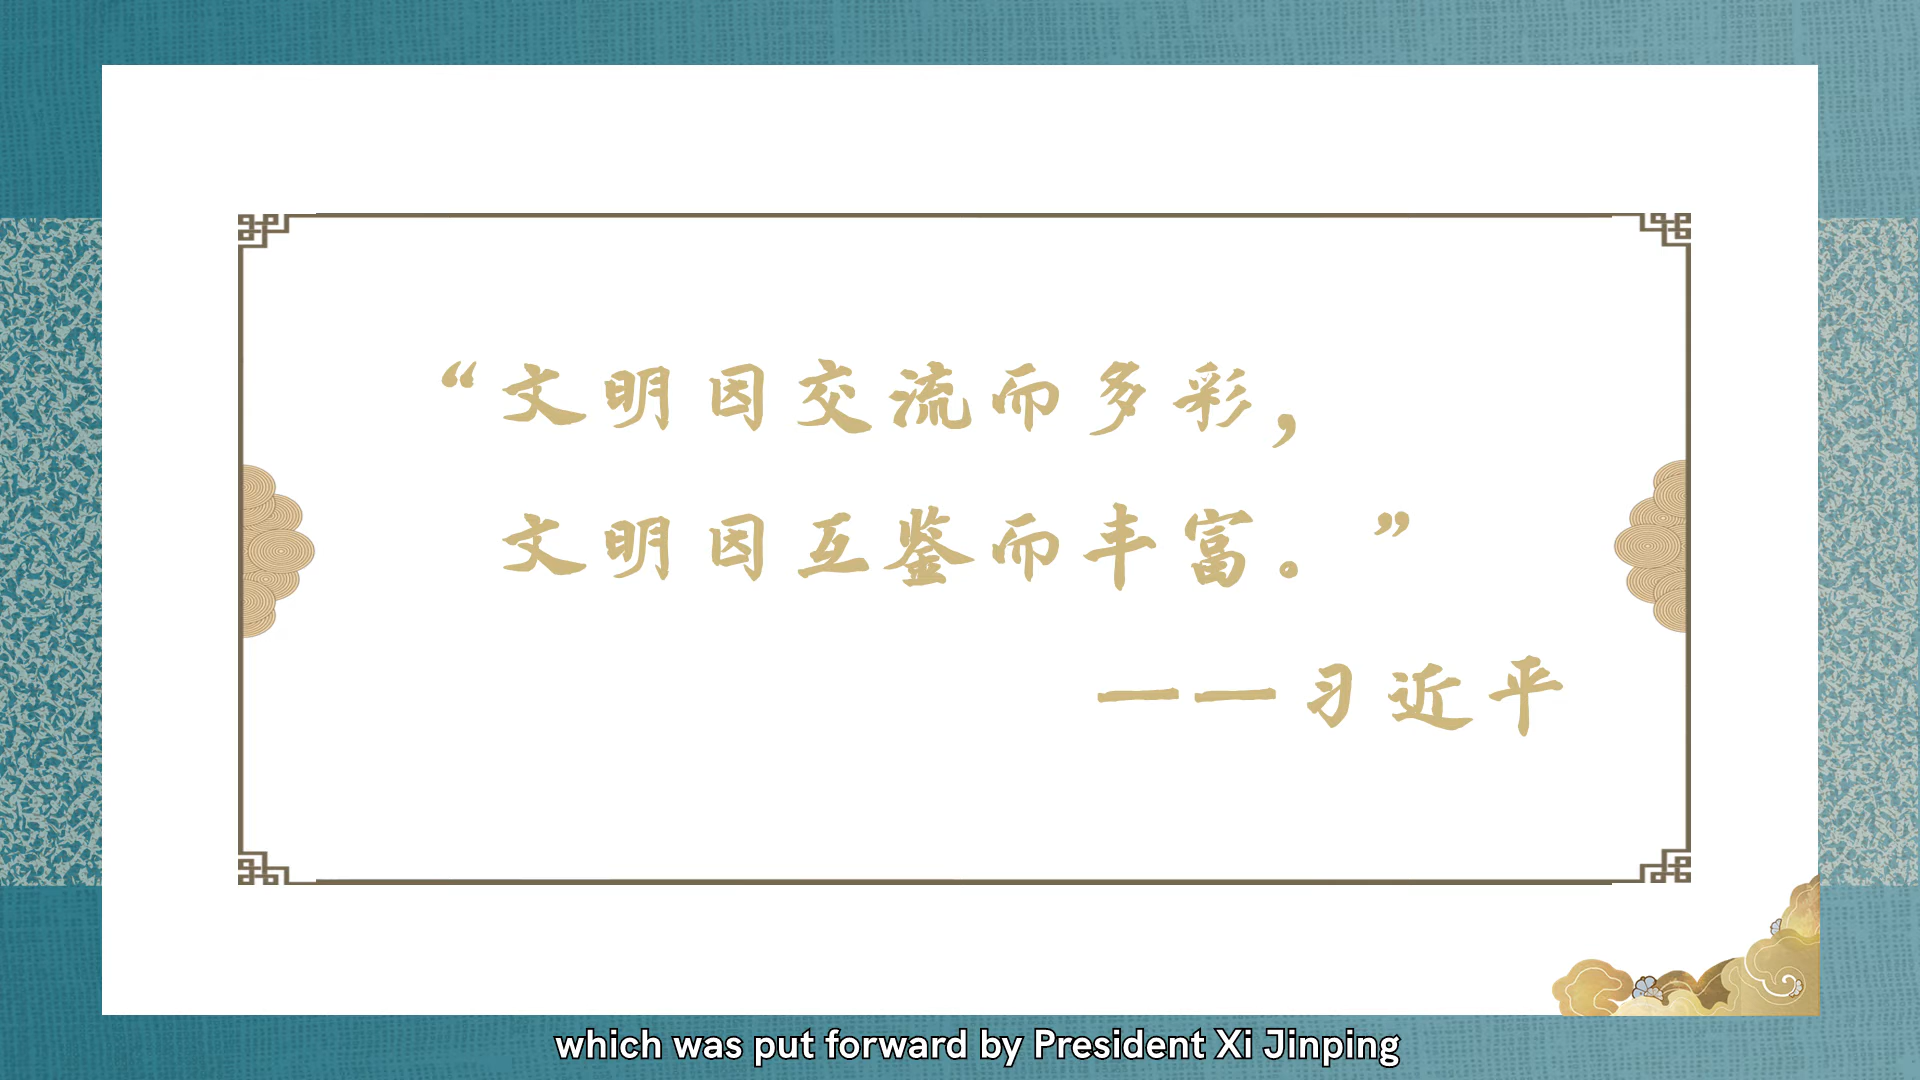 “文明因交流而多彩，
文明因互鉴而丰富。”
——习近平
which was put forward by President Xi Jinping